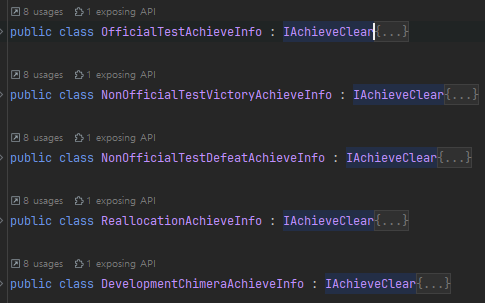 8 usages 1 exposing API
public class OfficialTestAchieveInfo : IAchieveClear{...}
8 usages 1 exposing API
public class NonOfficialTestVictoryAchieveInfo : IAchieveClear{...}
8 usages 1 exposing API
public class NonOfficialTestDefeatAchieveInfo : IAchieveClear{...}
8 usages 1 exposing API
public class ReallocationAchieveInfo : IAchieveClear{...}
8 usages 1 exposing API
public class DevelopmentChimeraAchieveInfo : IAchieveClear{...}